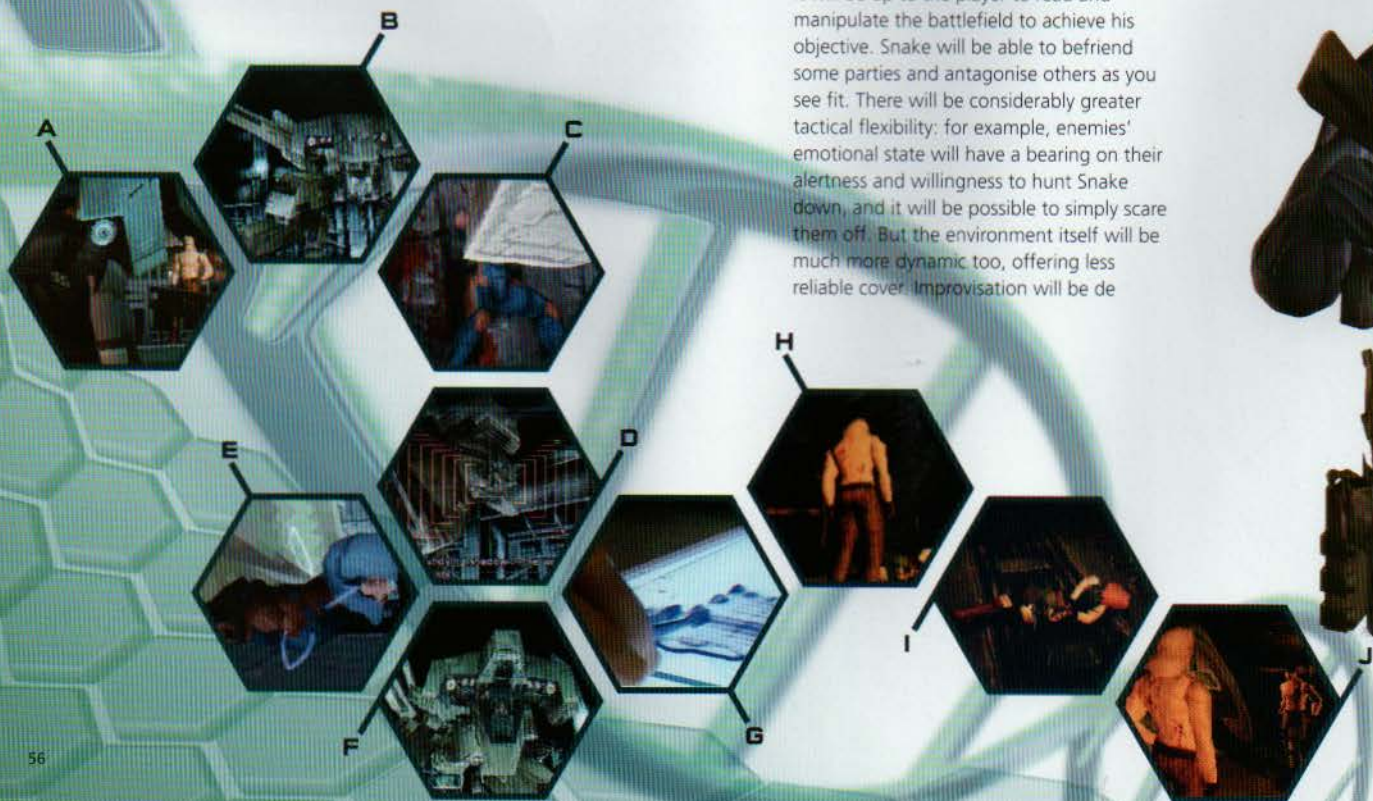 manipulate the battlefield to achieve his
objective. Snake will be able to befriend
some parties and antagonise others as you
see fit. There will be considerably greater
tactical flexibility: for example, enemies'
emotional state will have a bearing on their
alertness and willingness to hunt Snake
down, and it will be possible to simply scare
them off. But the environment itself will be
much more dynamic too, offering less
reliable cover. Improvisation will be de
B
A
C
H
D
E
I
J
G
F
56